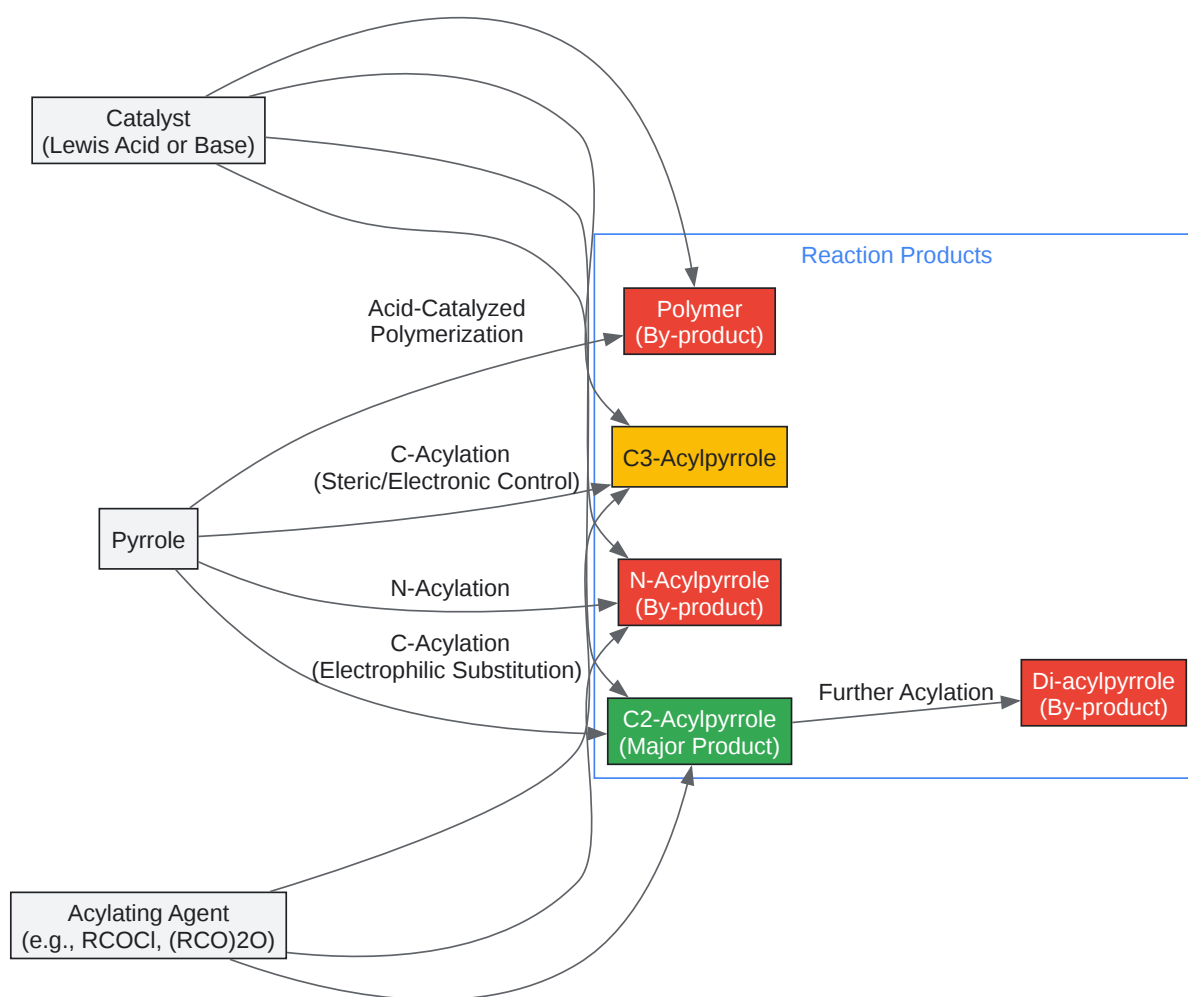 Catalyst
(Lewis Acid or Base)
Reaction Products
Acid-Catalyzed
Polymerization
Polymer
(By-product)
C-Acylation
(Steric/Electronic Control)
C3-Acylpyrrole
Pyrrole
N-Acylation
N-Acylpyrrole
(By-product)
C-Acylation
(Electrophilic Substitution)
C2-Acylpyrrole
(Major Product)
Further Acylation
Di-acylpyrrole
(By-product)
Acylating Agent
(e.g., RCOCl, (RCO)2O)